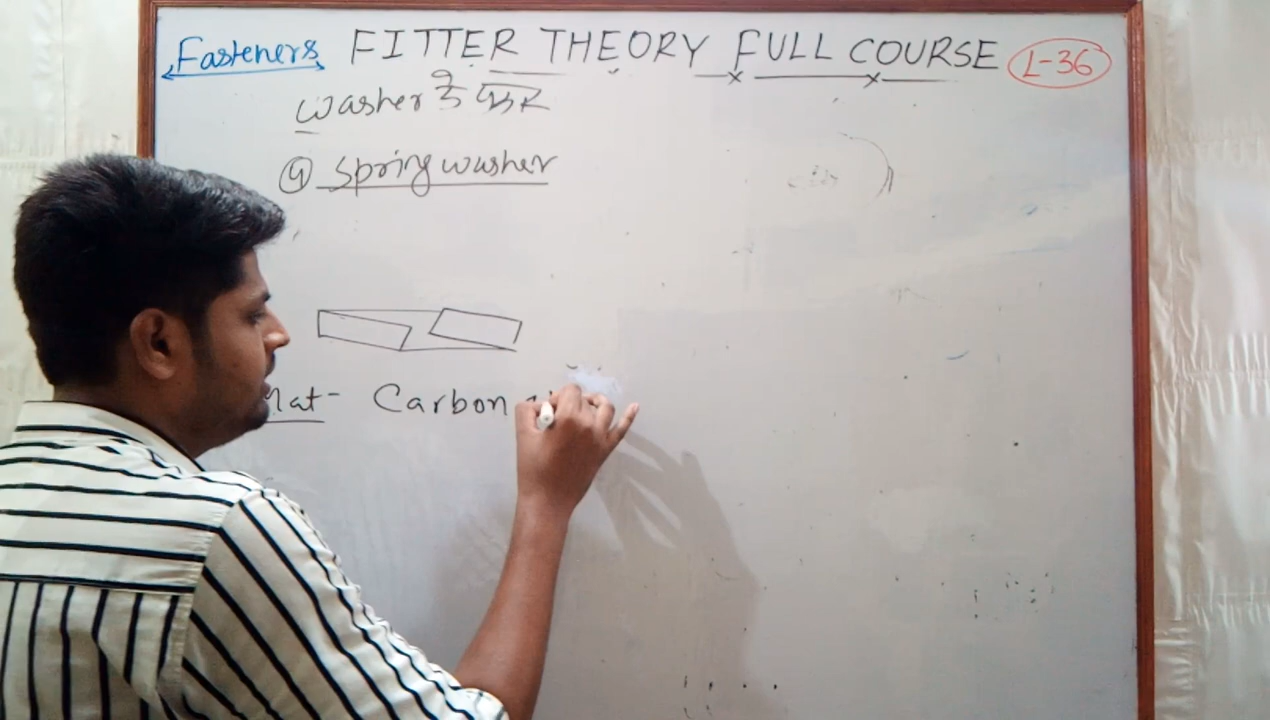 Fasteners FITTER THEORY FULL COURSE L-36
Washer के प्रकार
④ Spring washer
Mat- Carbon